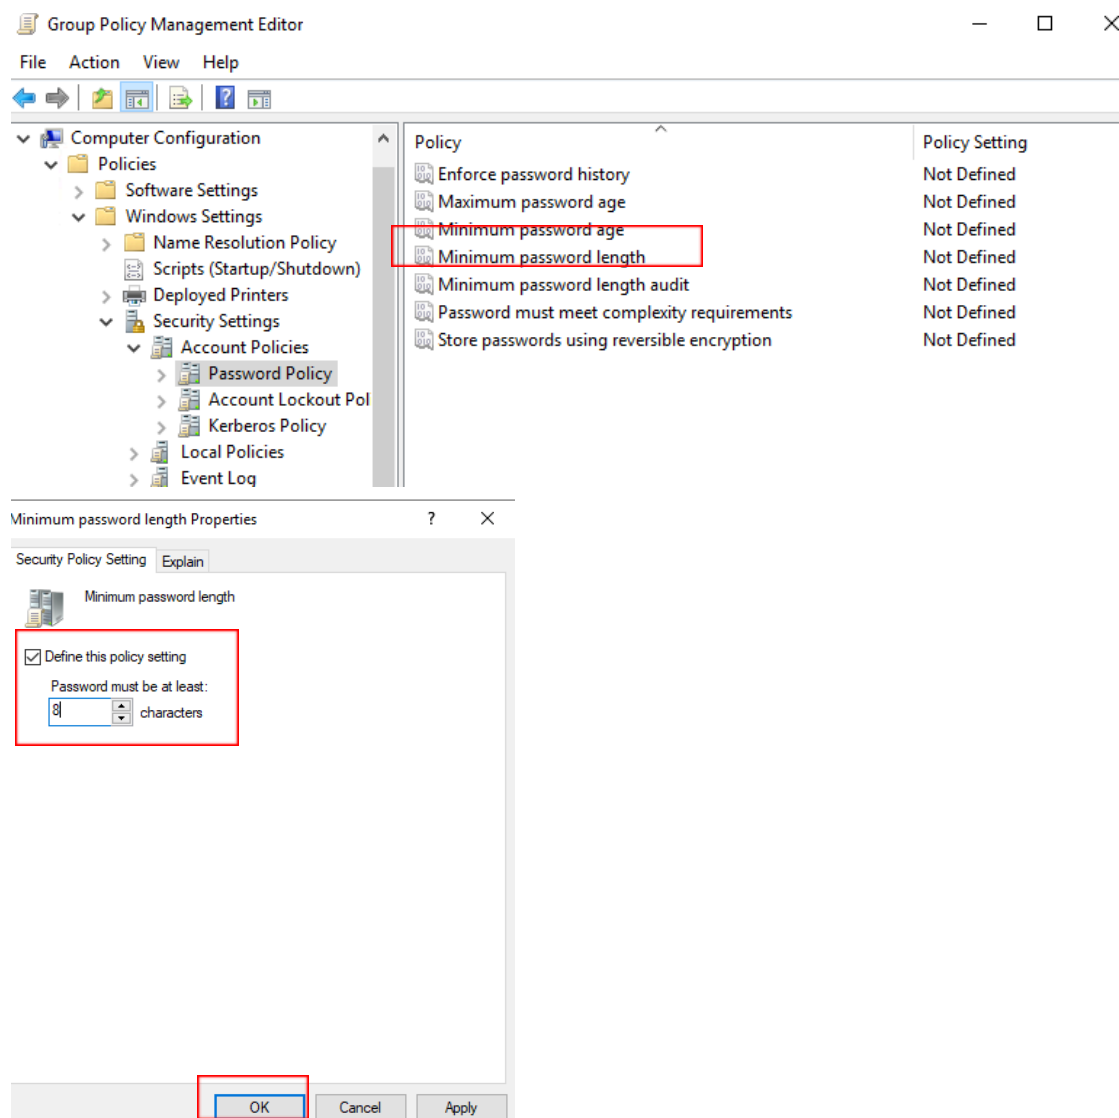 Group Policy Management Editor
File Action View Help
Computer Configuration
Policies
Software Settings
Windows Settings
Name Resolution Policy
Scripts (Startup/Shutdown)
Deployed Printers
Security Settings
Account Policies
Password Policy
Account Lockout Pol
Kerberos Policy
Local Policies
Event Log
Policy Policy Setting
Enforce password history Not Defined
Maximum password age Not Defined
Minimum password age Not Defined
Minimum password length Not Defined
Minimum password length audit Not Defined
Password must meet complexity requirements Not Defined
Store passwords using reversible encryption Not Defined
Minimum password length Properties ?
Security Policy Setting Explain
Minimum password length
Define this policy setting
Password must be at least:
8 characters
OK Cancel Apply